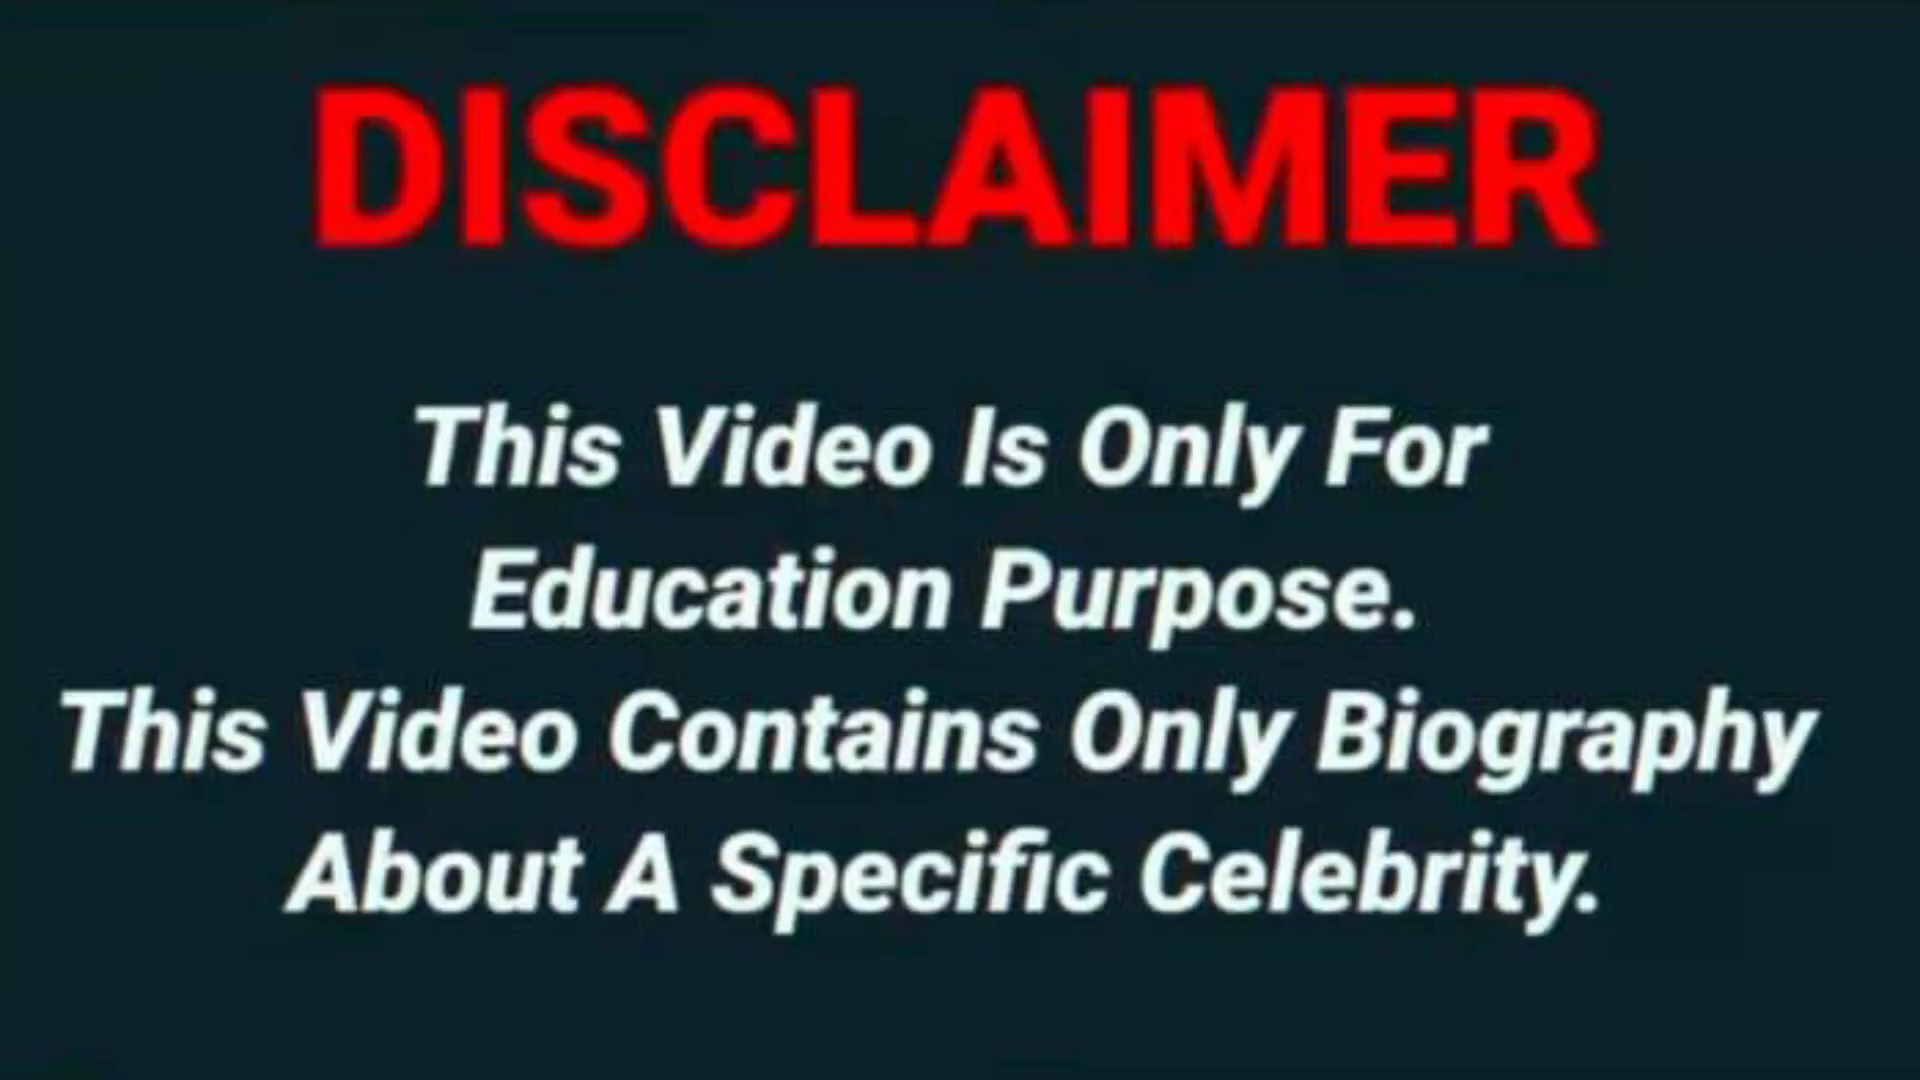 DISCLAIMER
This Video Is Only For
Education Purpose.
This Video Contains Only Biography
About A Specific Celebrity.